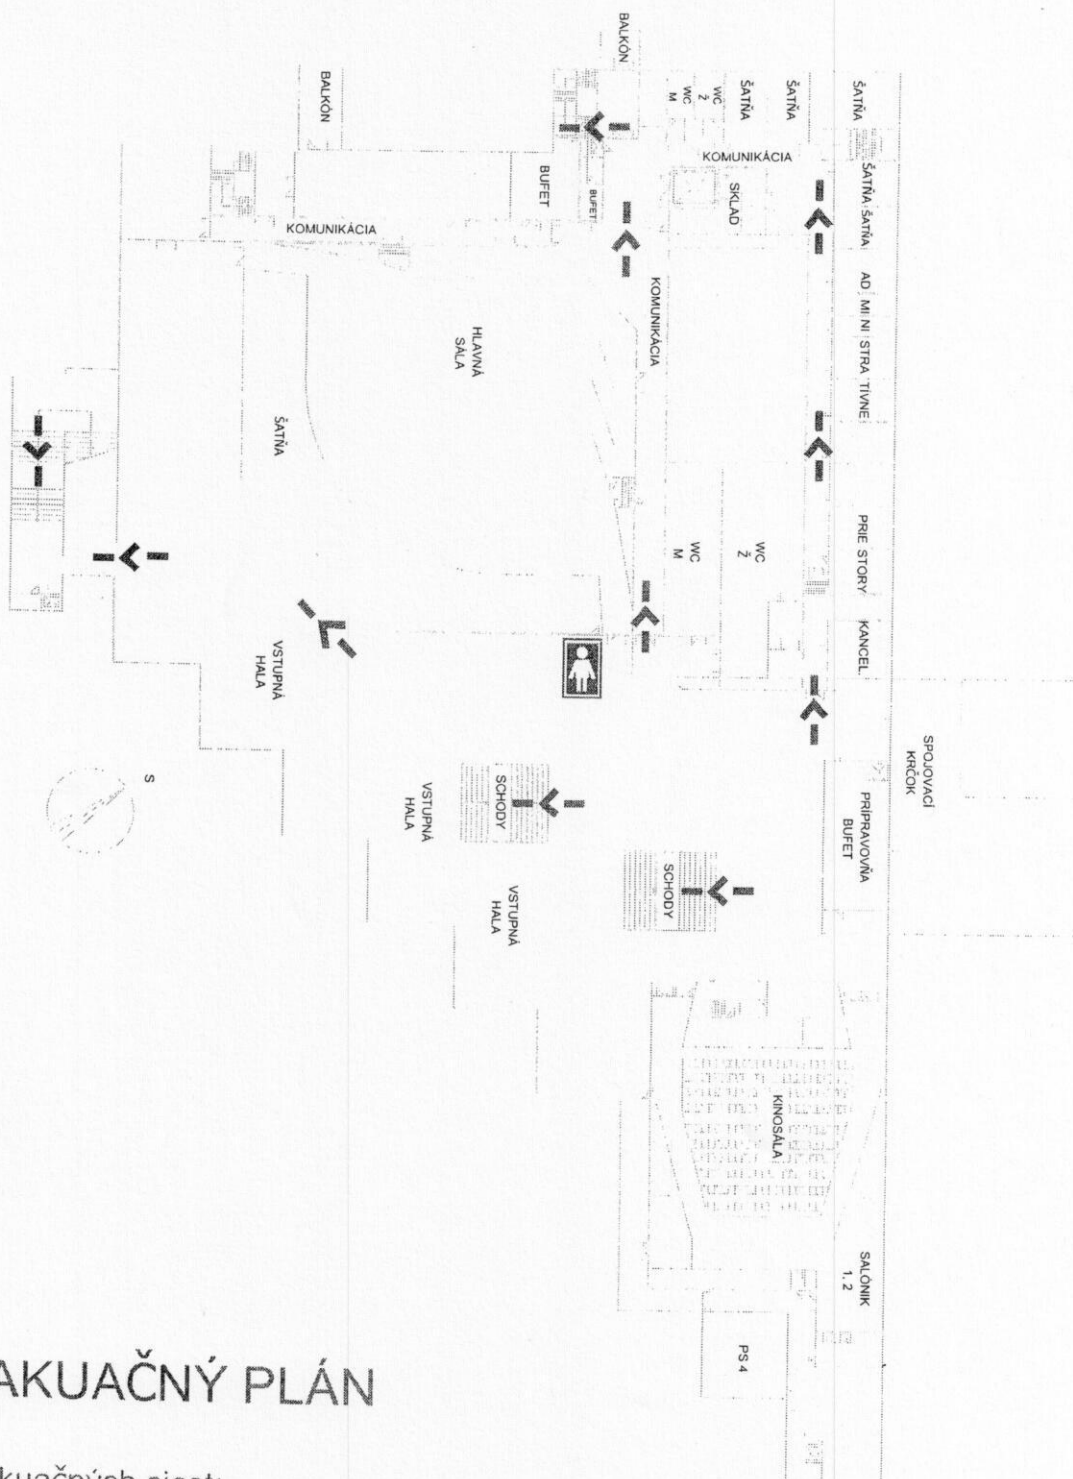 BALKÓN
BALKÓN
WC
M
WC
Ž
ŠATŇA
ŠATŇA
ŠATŇA
KOMUNIKÁCIA
BUFET
BUFET
SKLAD
ŠATŇA
ŠATŇA
KOMUNIKÁCIA
KOMUNIKÁCIA
AD MI NI STRA TÍVNE
HLAVNÁ
SÁLA
ŠATŇA
WC
M
WC
Ž
PRIE STORY
KANCEL.
VSTUPNÁ
HALA
SPOJOVACÍ
KRČOK
S
VSTUPNÁ
HALA
SCHODY
PRÍPRAVOVŇA
BUFET
SCHODY
VSTUPNÁ
HALA
KINOSÁLA
SALÓNIK
1, 2
PS 4
AKUAČNÝ PLÁN